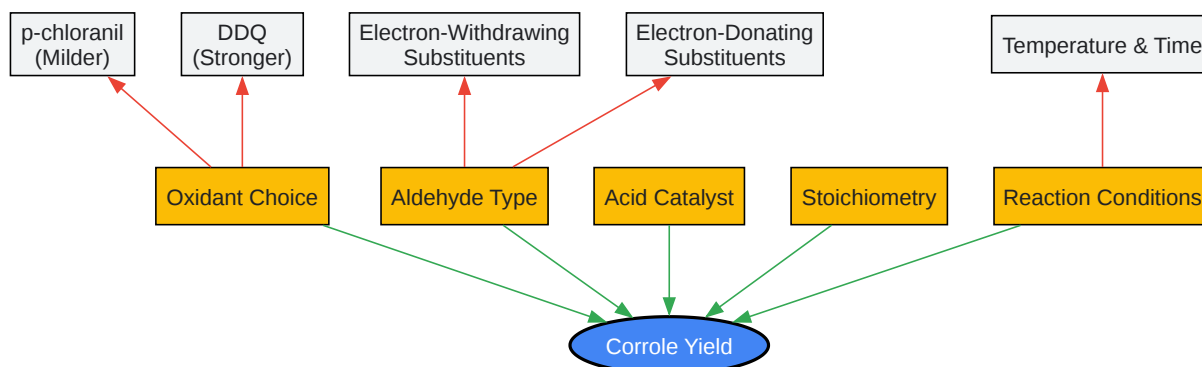 p-chloranil
(Milder)
DDQ
(Stronger)
Electron-Withdrawing
Substituents
Electron-Donating
Substituents
Temperature & Time
Oxidant Choice
Aldehyde Type
Acid Catalyst
Stoichiometry
Reaction Conditions
Corrole Yield